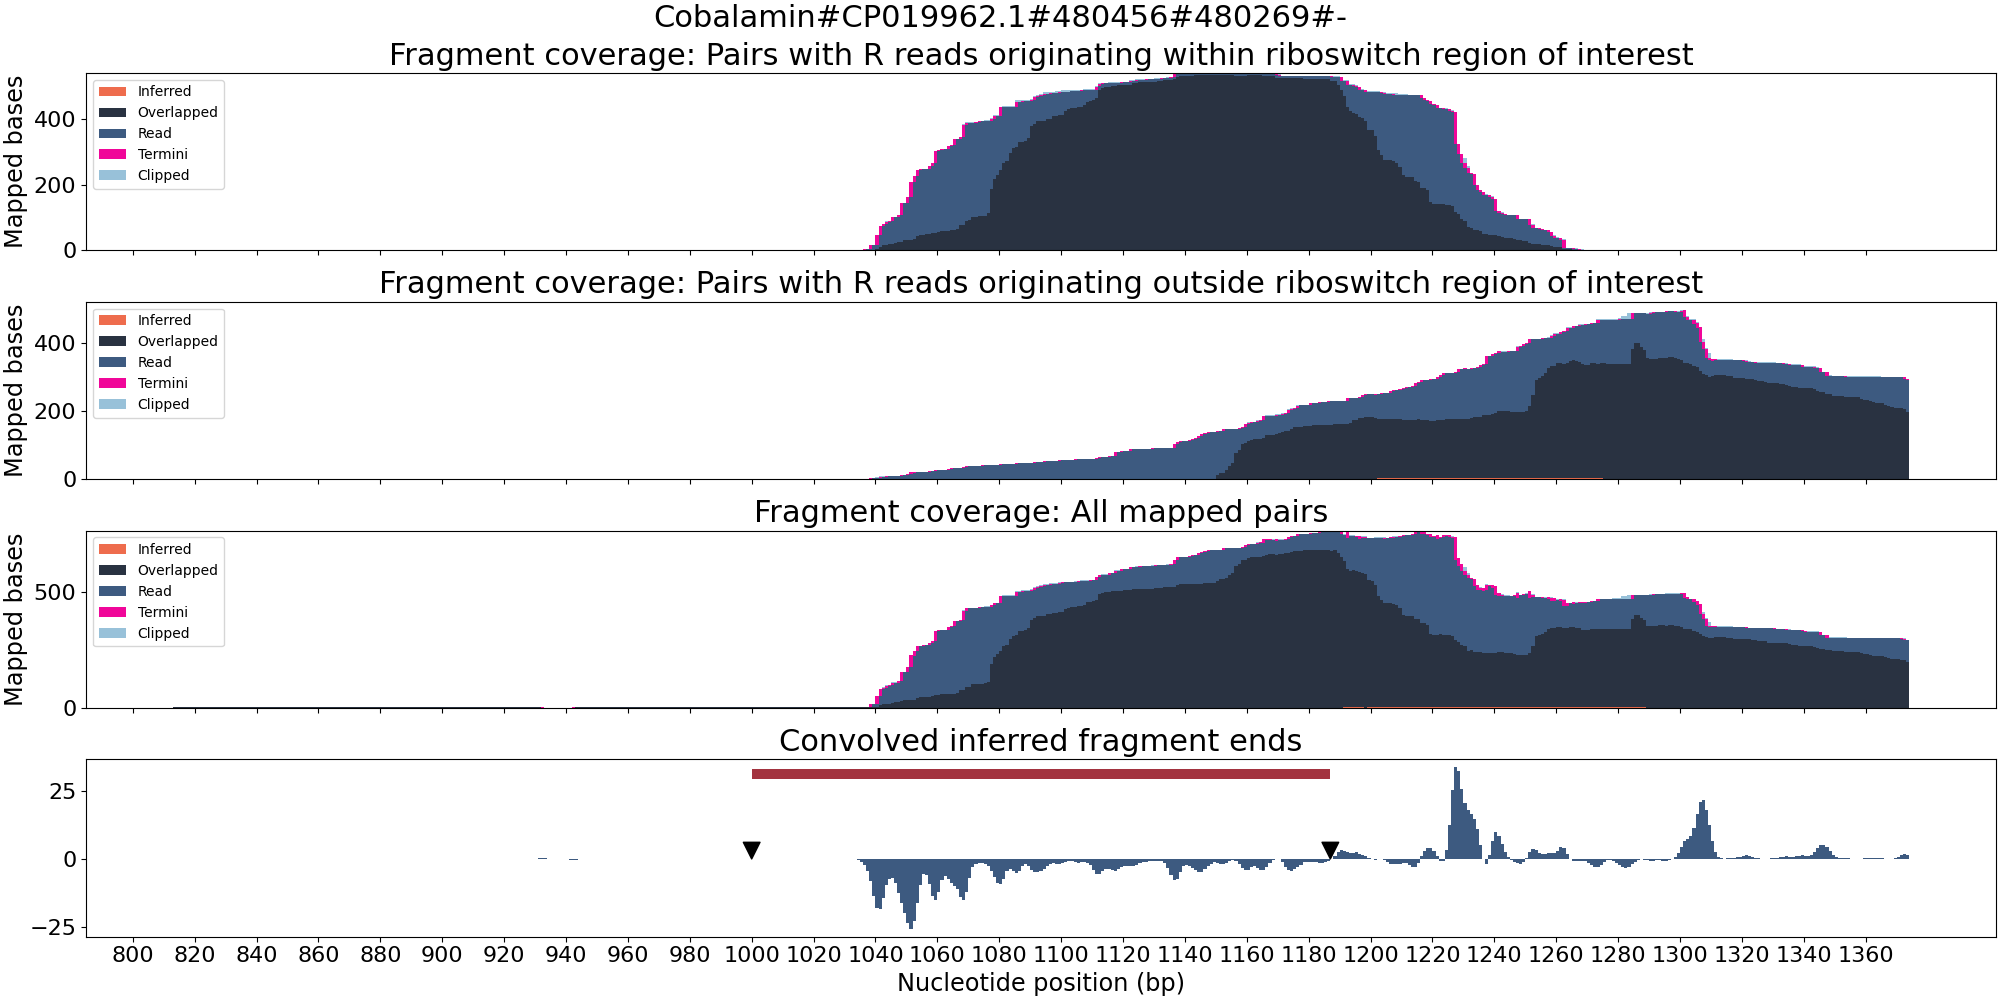 Cobalamin#CP019962.1#480456#480269#-
Fragment coverage: Pairs with R reads originating within riboswitch region of interest
Mapped bases
400
200
0
Inferred
Overlapped
Read
Termini
Clipped
Fragment coverage: Pairs with R reads originating outside riboswitch region of interest
Mapped bases
400
200
0
Inferred
Overlapped
Read
Termini
Clipped
Fragment coverage: All mapped pairs
Mapped bases
500
0
Inferred
Overlapped
Read
Termini
Clipped
Convolved inferred fragment ends
25
0
−25
800 820 840 860 880 900 920 940 960 980 1000 1020 1040 1060 1080 1100 1120 1140 1160 1180 1200 1220 1240 1260 1280 1300 1320 1340 1360
Nucleotide position (bp)